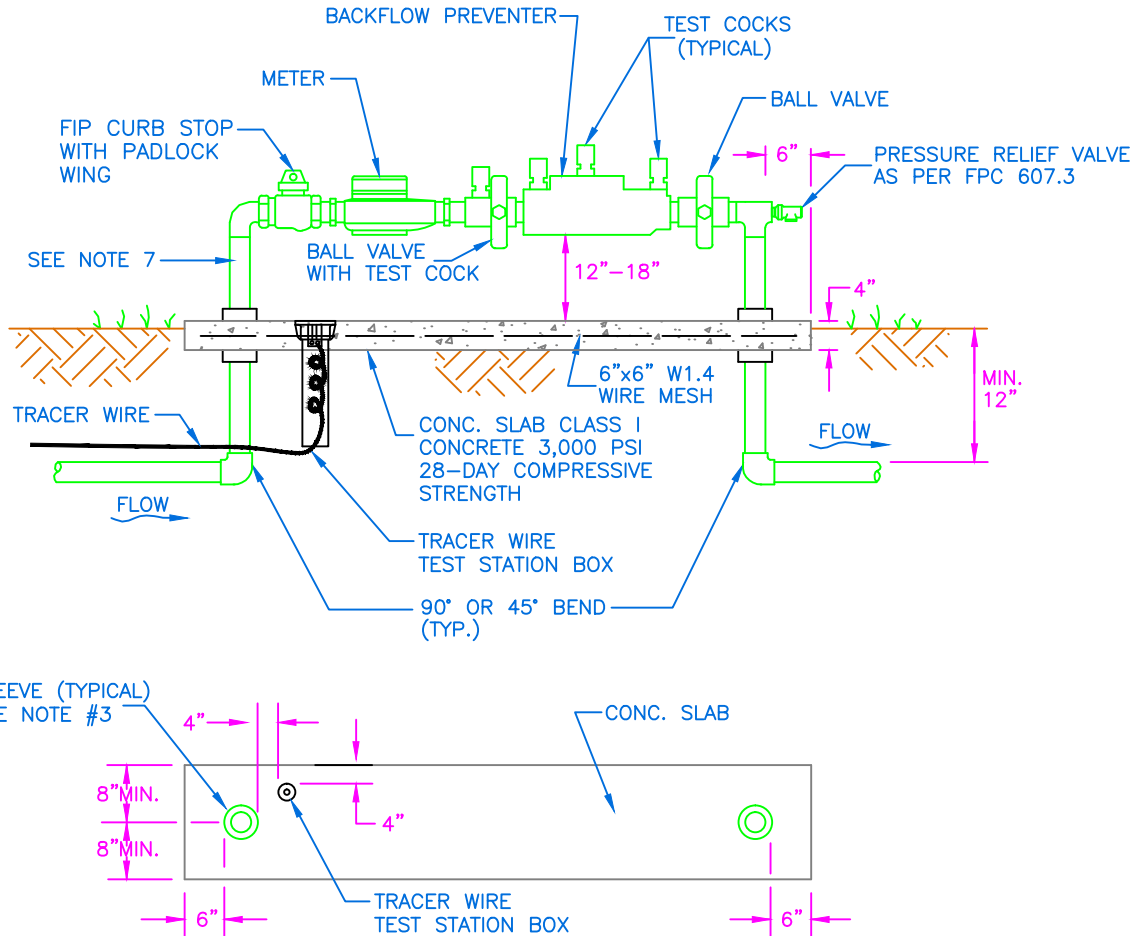 BACKFLOW PREVENTER
TEST COCKS
(TYPICAL)
METER
BALL VALVE
FIP CURB STOP
WITH PADLOCK
WING
6”
PRESSURE RELIEF VALVE
AS PER FPC 607.3
SEE NOTE 7
BALL VALVE
WITH TEST COCK
12”–18”
4”
6”x6” W1.4
WIRE MESH
MIN.
12”
TRACER WIRE
CONC. SLAB CLASS I
CONCRETE 3,000 PSI
28–DAY COMPRESSIVE
STRENGTH
FLOW
FLOW
TRACER WIRE
TEST STATION BOX
90° OR 45° BEND
(TYP.)
EEVE (TYPICAL)
E NOTE #3
4”
CONC. SLAB
8”MIN.
4”
8”MIN.
TRACER WIRE
TEST STATION BOX
6”
6”